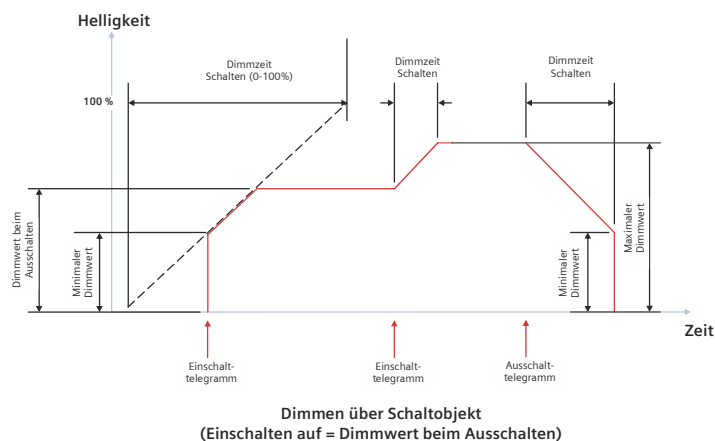 Helligkeit
Dimmzeit
Schalten (0-100%)
Dimmzeit
Schalten
Dimmzeit
Schalten
100 %
Dimmwert beim
Ausschalten
Minimaler
Dimmwert
Minimaler
Dimmwert
Maximaler
Dimmwert
Zeit
Einschalt-
telegramm
Einschalt-
telegramm
Ausschalt-
telegramm
Dimmen über Schaltobjekt
(Einschalten auf = Dimmwert beim Ausschalten)